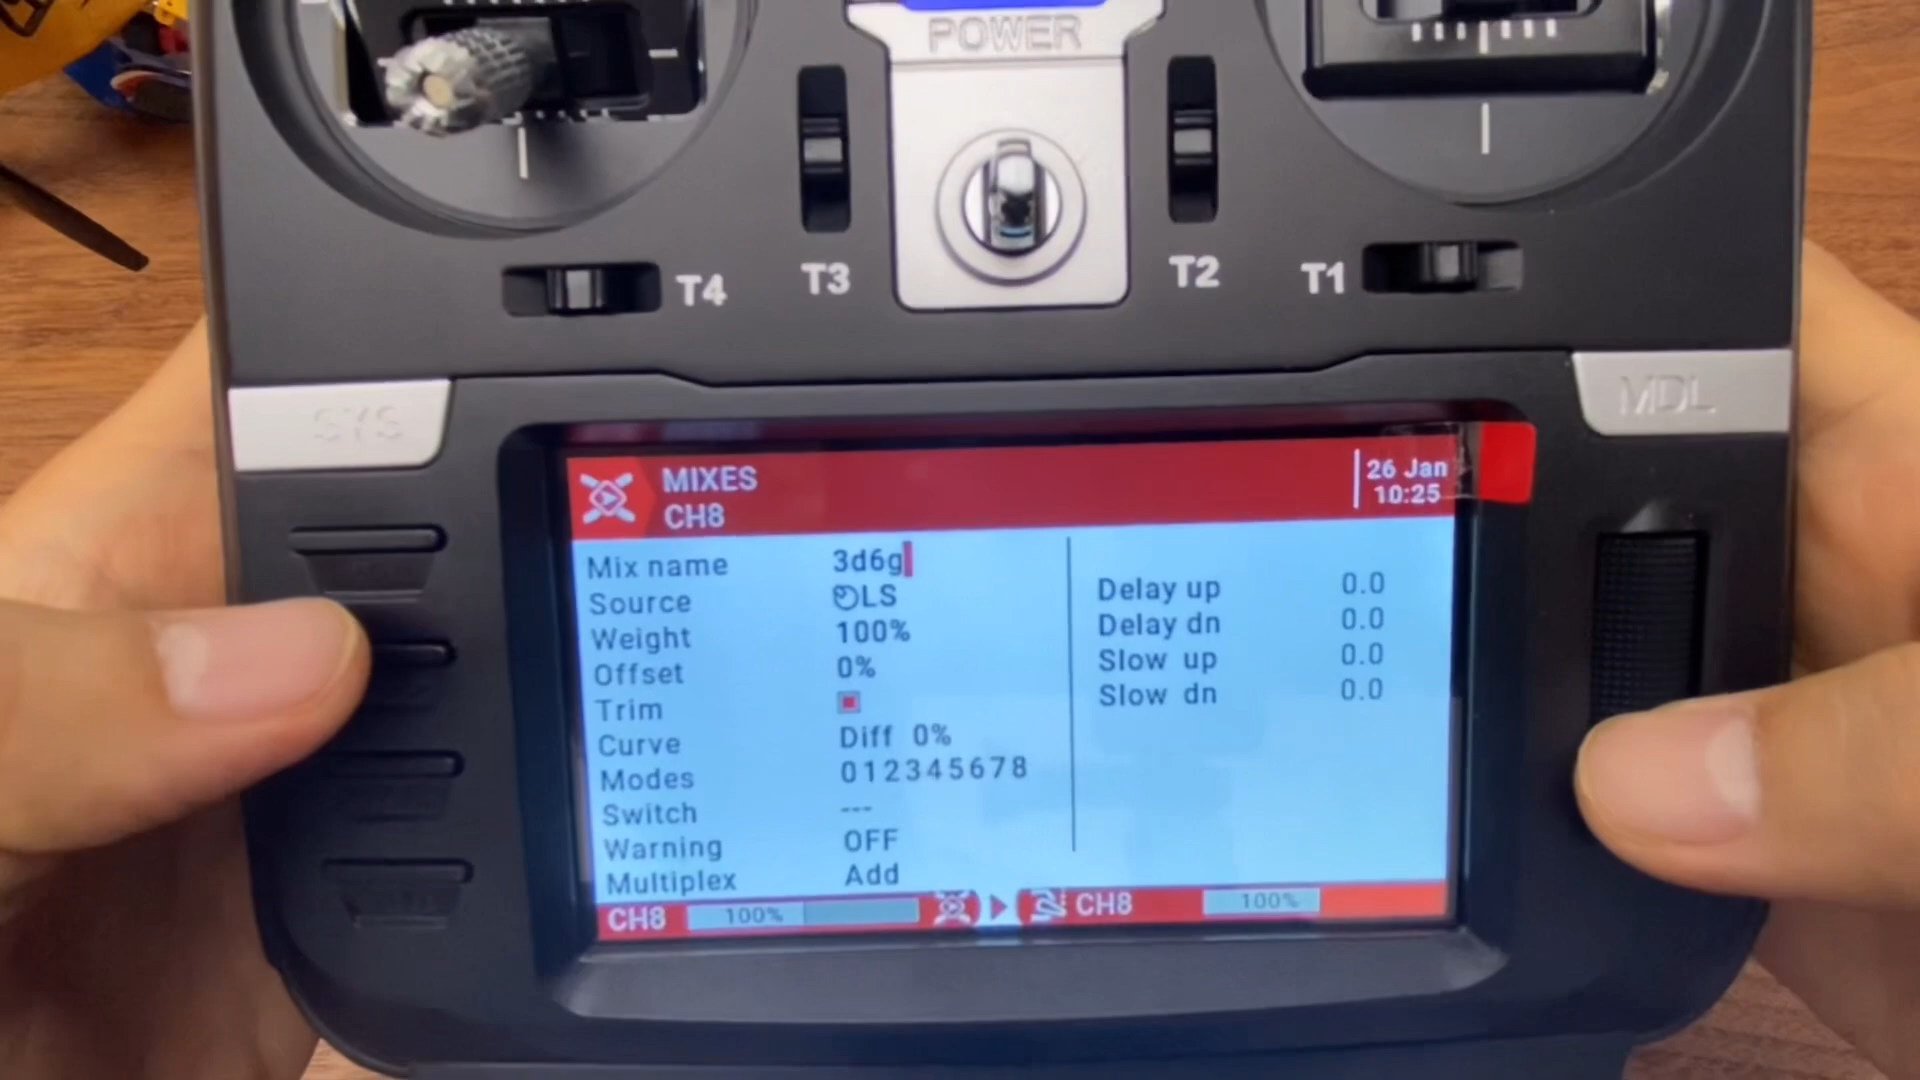 POWER
T4
T3
T2
T1
SYS
MDL
MIXES
CH8
26 Jan
10:25
Mix name 3d6g
Source LS
Weight 100%
Offset 0%
Trim
Curve Diff 0%
Modes 012345678
Switch ---
Warning OFF
Multiplex Add
Delay up 0.0
Delay dn 0.0
Slow up 0.0
Slow dn 0.0
CH8 100% CH8 100%